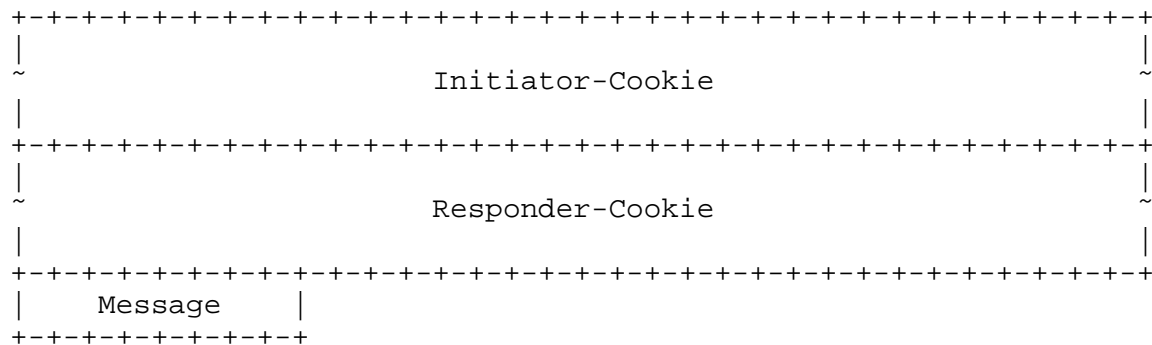 +-+-+-+-+-+-+-+-+-+-+-+-+-+-+-+-+-+-+-+-+-+-+-+-+-+-+-+-+-+-+-+-+
|                                                               |
~                       Initiator-Cookie                        ~
|                                                               |
+-+-+-+-+-+-+-+-+-+-+-+-+-+-+-+-+-+-+-+-+-+-+-+-+-+-+-+-+-+-+-+-+
|                                                               |
~                       Responder-Cookie                        ~
|                                                               |
+-+-+-+-+-+-+-+-+-+-+-+-+-+-+-+-+-+-+-+-+-+-+-+-+-+-+-+-+-+-+-+-+
|    Message    |
+-+-+-+-+-+-+-+-+